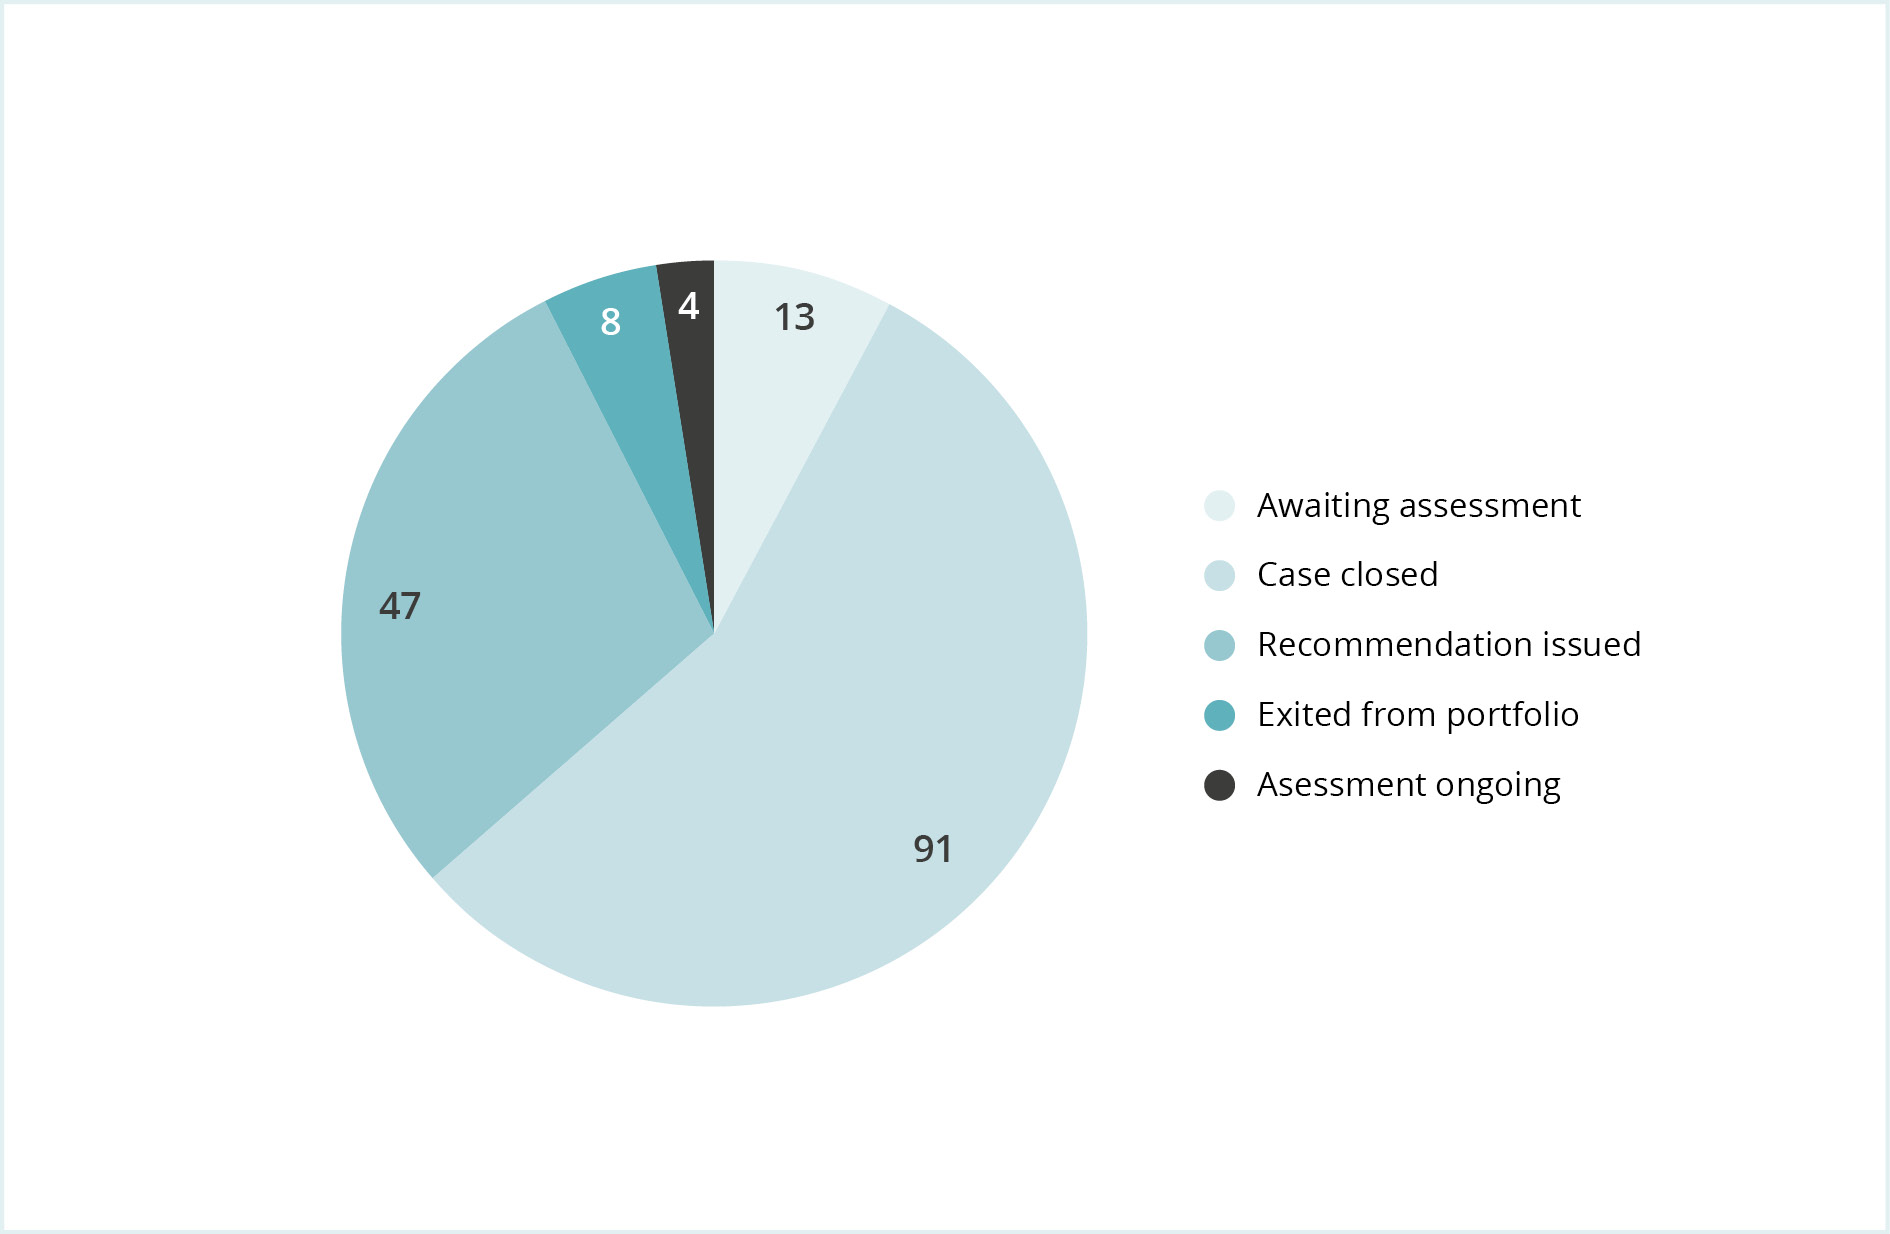 4
13
8
47
91
Awaiting assessment
Case closed
Recommendation issued
Exited from portfolio
Asessment ongoing